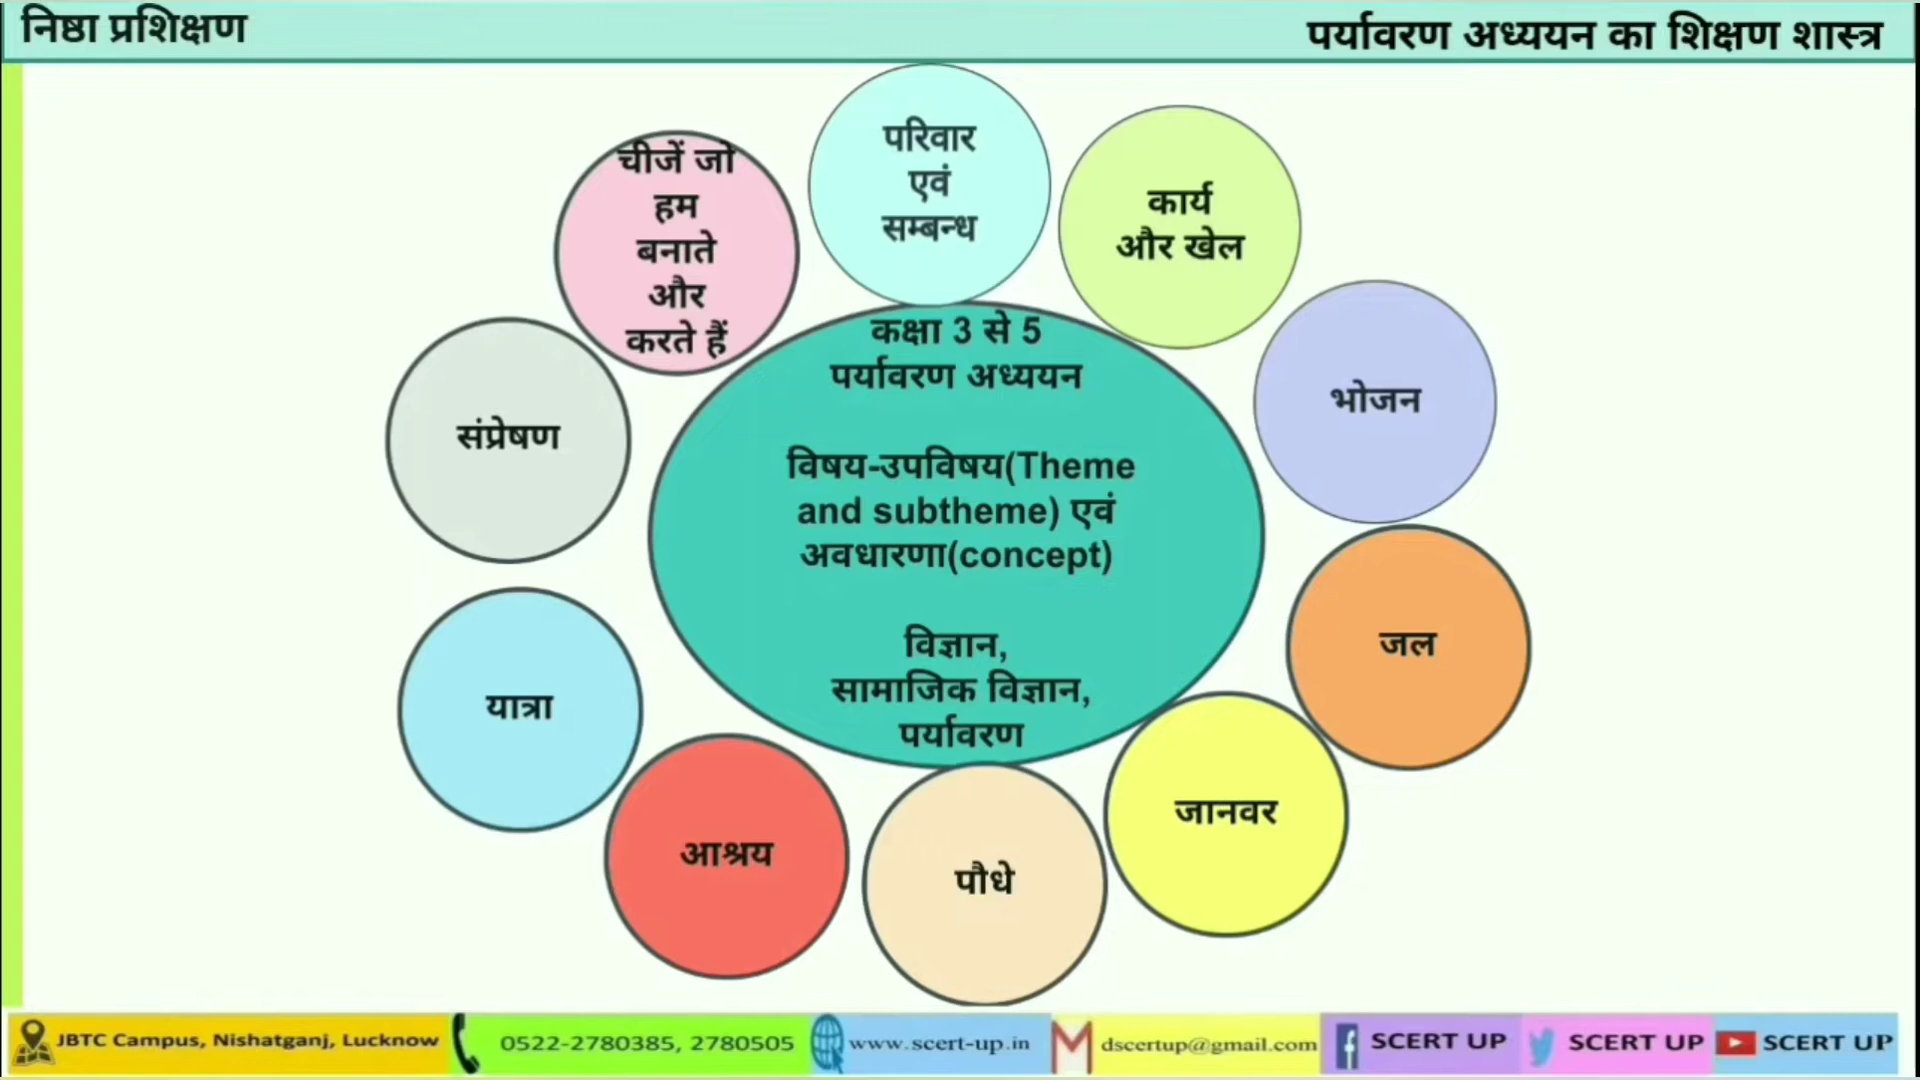 निष्ठा प्रशिक्षण
पर्यावरण अध्ययन का शिक्षण शास्त्र
परिवार
एवं
सम्बन्ध
कार्य
और खेल
भोजन
जल
जानवर
पौधे
आश्रय
यात्रा
संप्रेषण
चीजें जो
हम
बनाते
और
करते हैं
कक्षा 3 से 5
पर्यावरण अध्ययन
विषय-उपविषय(Theme
and subtheme) एवं
अवधारणा(concept)
विज्ञान,
सामाजिक विज्ञान,
पर्यावरण
JBTC Campus, Nishatganj, Lucknow
0522-2780385, 2780505
www.scert-up.in
dscertup@gmail.com
SCERT UP
SCERT UP
SCERT UP